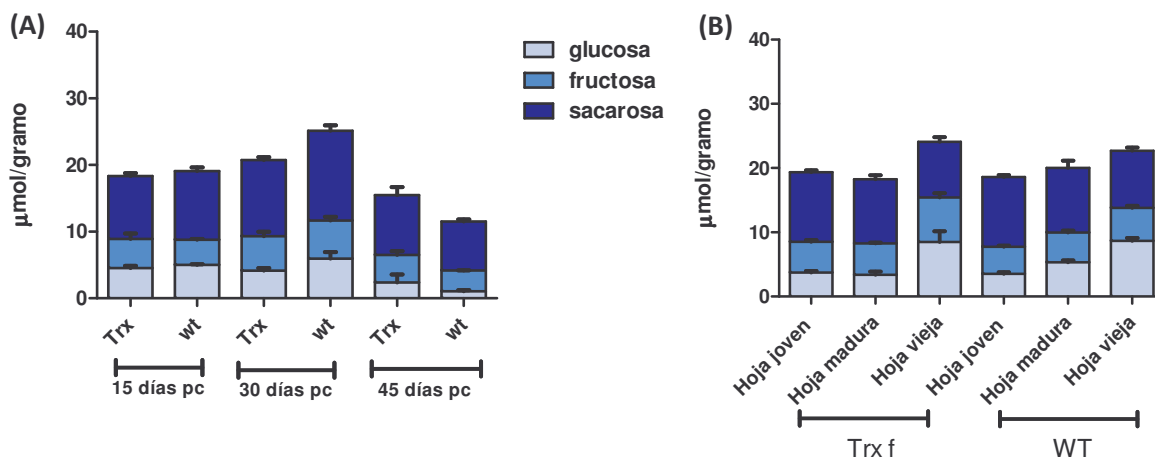 (A)
µmol/gramo
40
30
20
10
0
Trx
wt
Trx
wt
Trx
wt
15 días pc
30 días pc
45 días pc
glucosa
fructosa
sacarosa
(B)
µmol/gramo
40
30
20
10
0
Hoja joven
Hoja madura
Hoja vieja
Hoja joven
Hoja madura
Hoja vieja
Trx f
WT